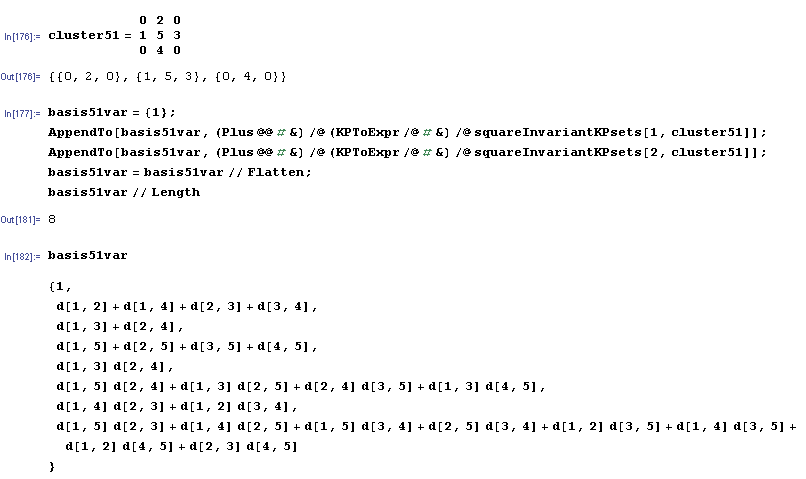 0 2 0
In[176]:= cluster51 = 1 5 3
0 4 0
Out[176]= {{0, 2, 0}, {1, 5, 3}, {0, 4, 0}}
In[177]:= basis51var = {1};
AppendTo[basis51var, (Plus@@#&) /@ (KPToExpr /@ #&) /@ squareInvariantKPsets[1, cluster51]];
AppendTo[basis51var, (Plus@@#&) /@ (KPToExpr /@ #&) /@ squareInvariantKPsets[2, cluster51]];
basis51var = basis51var // Flatten;
basis51var // Length
Out[181]= 8
In[182]:= basis51var
{1,
d[1, 2] + d[1, 4] + d[2, 3] + d[3, 4],
d[1, 3] + d[2, 4],
d[1, 5] + d[2, 5] + d[3, 5] + d[4, 5],
d[1, 3] d[2, 4],
d[1, 5] d[2, 4] + d[1, 3] d[2, 5] + d[2, 4] d[3, 5] + d[1, 3] d[4, 5],
d[1, 4] d[2, 3] + d[1, 2] d[3, 4],
d[1, 5] d[2, 3] + d[1, 4] d[2, 5] + d[1, 5] d[3, 4] + d[2, 5] d[3, 4] + d[1, 2] d[3, 5] + d[1, 4] d[3, 5] +
d[1, 2] d[4, 5] + d[2, 3] d[4, 5]
}